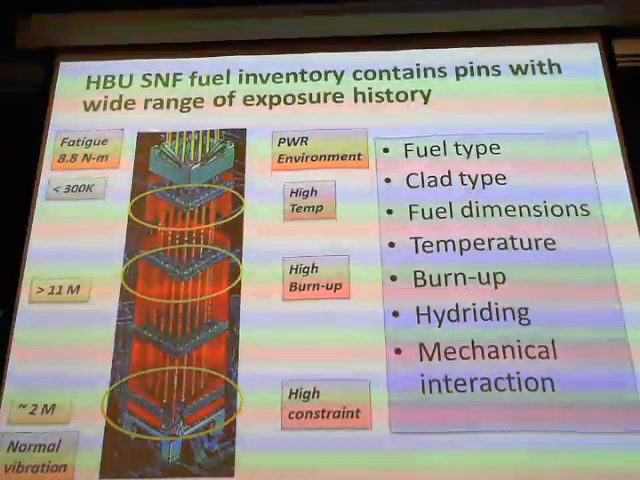 HBU SNF fuel inventory contains pins with
wide range of exposure history
Fatigue
8.8 N-m
< 300K
> 11 M
~ 2 M
Normal
vibration
PWR
Environment
High
Temp
High
Burn-up
High
constraint
• Fuel type
• Clad type
• Fuel dimensions
• Temperature
• Burn-up
• Hydriding
• Mechanical
interaction